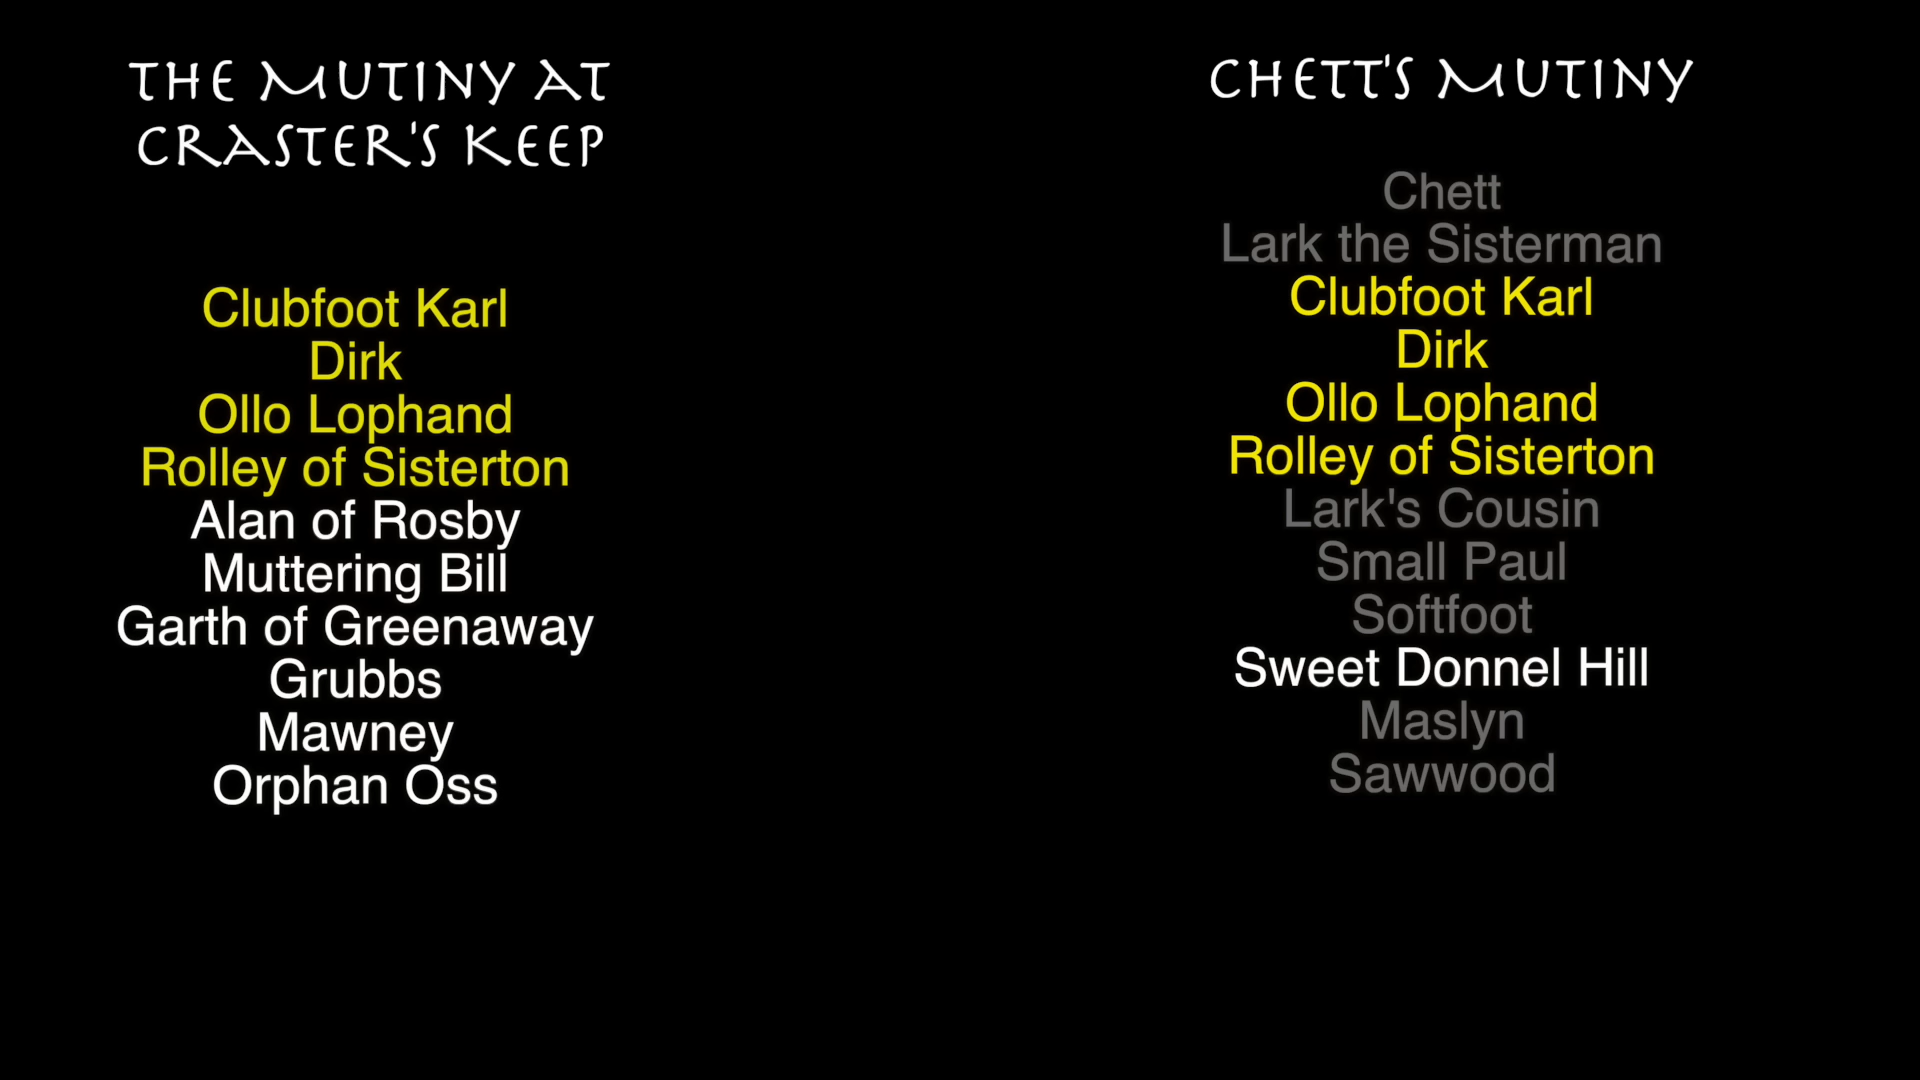 THE MUTINY AT
CRASTER'S KEEP
Clubfoot Karl
Dirk
Ollo Lophand
Rolley of Sisterton
Alan of Rosby
Muttering Bill
Garth of Greenaway
Grubbs
Mawney
Orphan Oss
CHETT'S MUTINY
Chett
Lark the Sisterman
Clubfoot Karl
Dirk
Ollo Lophand
Rolley of Sisterton
Lark's Cousin
Small Paul
Softfoot
Sweet Donnel Hill
Maslyn
Sawwood